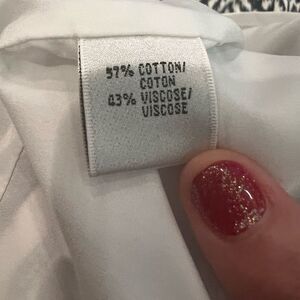 57% COTTON/
COTON
43% VISCOSE/
VISCOSE